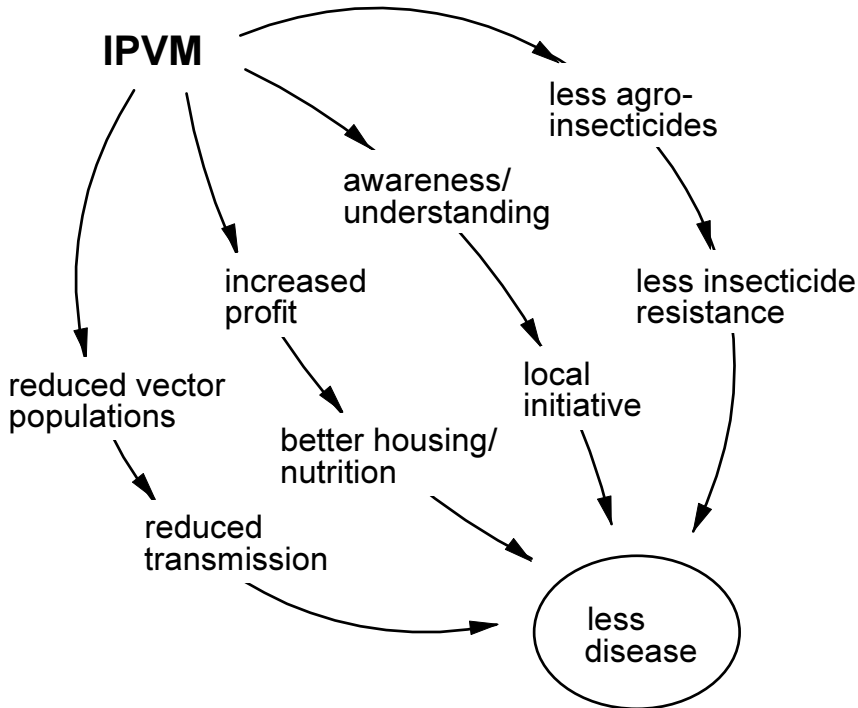 IPVM
less agro-
insecticides
awareness/
understanding
increased
profit
less insecticide
resistance
reduced vector
populations
local
initiative
better housing/
nutrition
reduced
transmission
less
disease